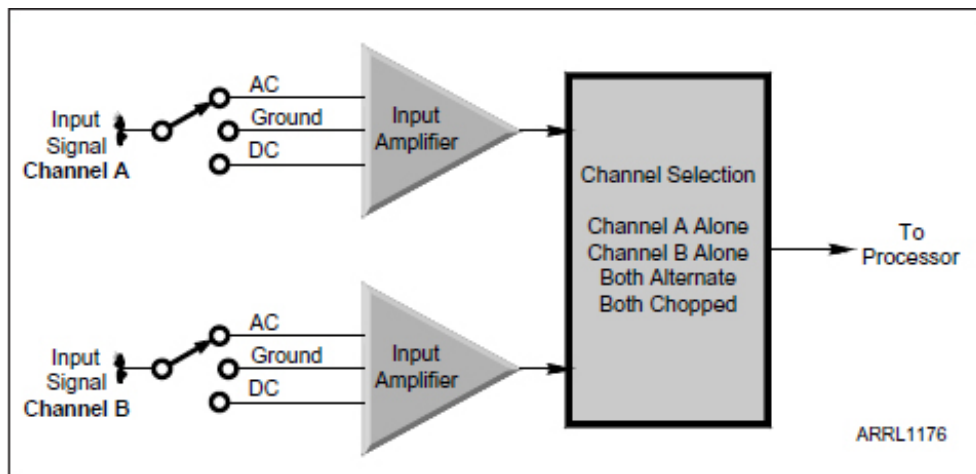 Input
Signal
Channel A
AC
Ground
DC
Input
Amplifier
Channel Selection
Channel A Alone
Channel B Alone
Both Alternate
Both Chopped
To
Processor
Input
Signal
Channel B
AC
Ground
DC
Input
Amplifier
ARRL1176